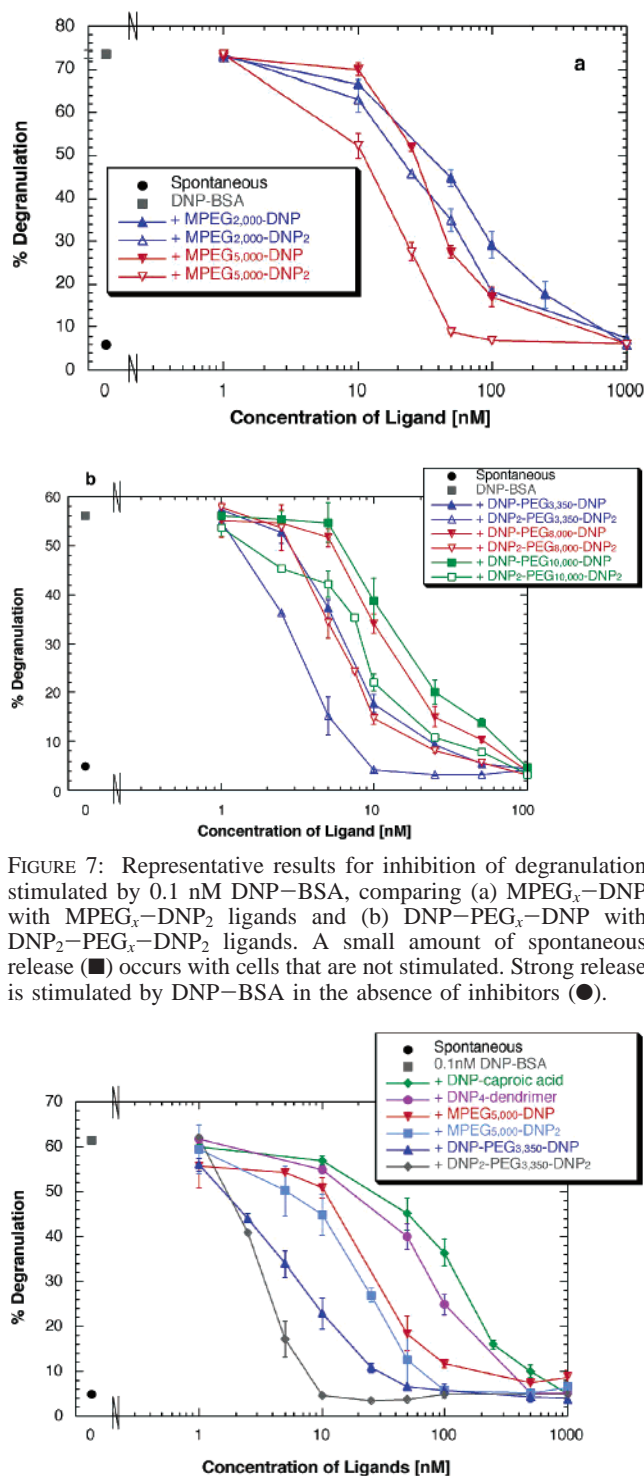 a
80
70
60
50
40
30
20
10
0
% Degranulation
Spontaneous
DNP-BSA
+ MPEG2,000-DNP
+ MPEG2,000-DNP2
+ MPEG5,000-DNP
+ MPEG5,000-DNP2
0 1 10 100 1000
Concentration of Ligand [nM]
b
60
50
40
30
20
10
0
% Degranulation
Spontaneous
DNP-BSA
+ DNP-PEG3,350-DNP
+ DNP2-PEG3,350-DNP2
+ DNP-PEG8,000-DNP
+ DNP2-PEG8,000-DNP2
+ DNP-PEG10,000-DNP
+ DNP2-PEG10,000-DNP2
0 1 10 100
Concentration of Ligand [nM]
FIGURE 7: Representative results for inhibition of degranulation
stimulated by 0.1 nM DNP−BSA, comparing (a) MPEGx−DNP
with MPEGx−DNP2 ligands and (b) DNP−PEGx−DNP with
DNP2−PEGx−DNP2 ligands. A small amount of spontaneous
release (■) occurs with cells that are not stimulated. Strong release
is stimulated by DNP−BSA in the absence of inhibitors (●).
70
60
50
40
30
20
10
0
% Degranulation
Spontaneous
0.1nM DNP-BSA
+ DNP-caproic acid
+ DNP4-dendrimer
+ MPEG5,000-DNP
+ MPEG5,000-DNP2
+ DNP-PEG3,350-DNP
+ DNP2-PEG3,350-DNP2
0 1 10 100 1000
Concentration of Ligands [nM]